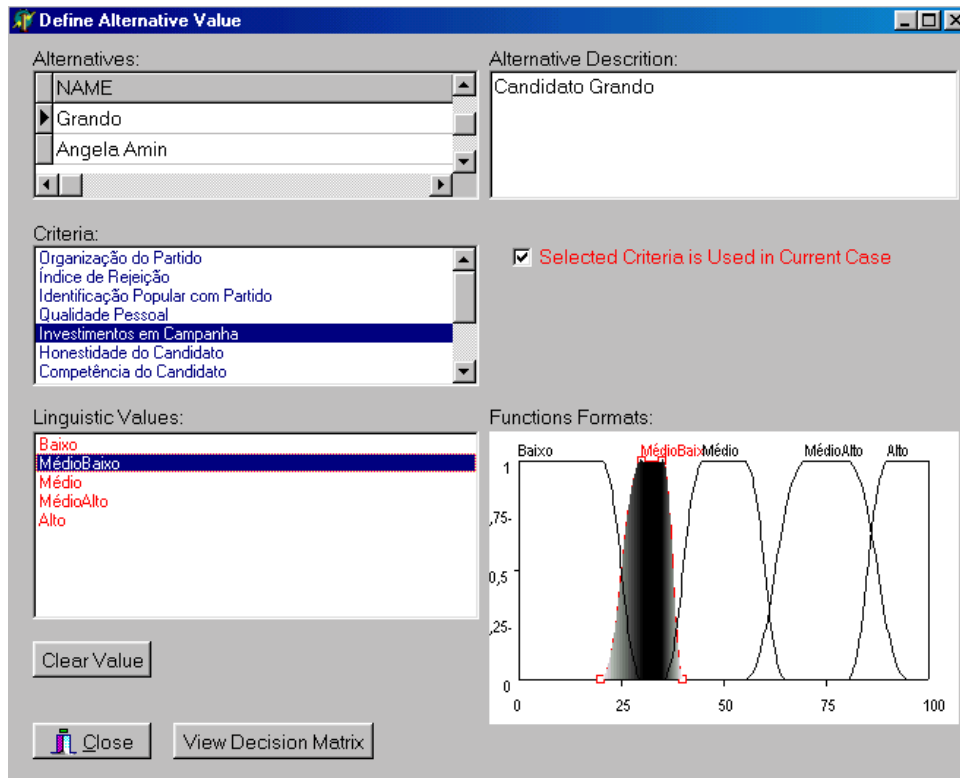 Define Alternative Value
Alternatives:
NAME
Grando
Angela Amin
Alternative Descrition:
Candidato Grando
Criteria:
Organização do Partido
Índice de Rejeição
Identificação Popular com Partido
Qualidade Pessoal
Investimentos em Campanha
Honestidade do Candidato
Competência do Candidato
Selected Criteria is Used in Current Case
Linguistic Values:
Baixo
MédioBaixo
Médio
MédioAlto
Alto
Functions Formats:
Baixo MédioBaix Médio MédioAlto Alto
1
,75-
0,5
,25-
0
0 25 50 75 100
Clear Value
Close
View Decision Matrix